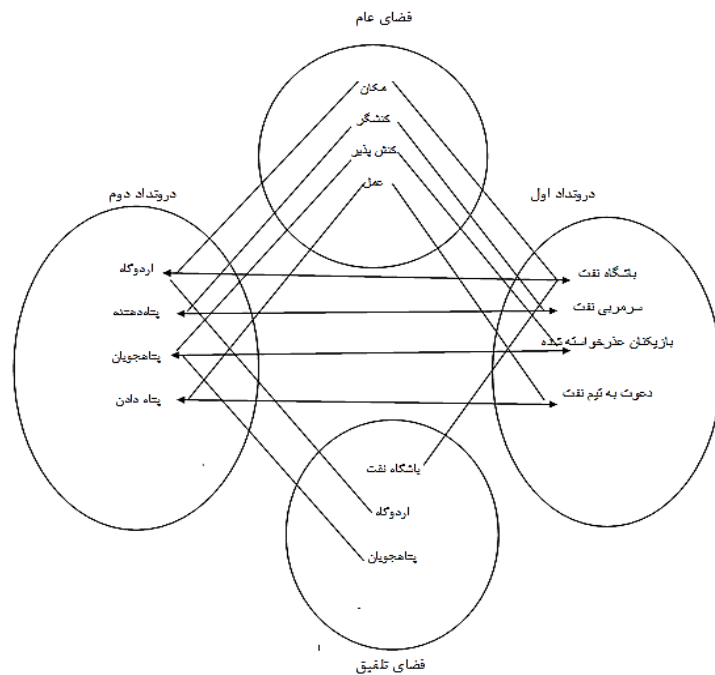 فضای عام
مکان
کنشگر
کنش پذیر
عمل
درونداد اول
باشگاه نفت
سرمربی نفت
بازیکنان عذرخواسته شده
دعوت به تیم نفت
درونداد دوم
اردوگاه
پناه‌دهنده
پناهجویان
پناه دادن
باشگاه نفت
اردوگاه
پناهجویان
فضای تلفیق